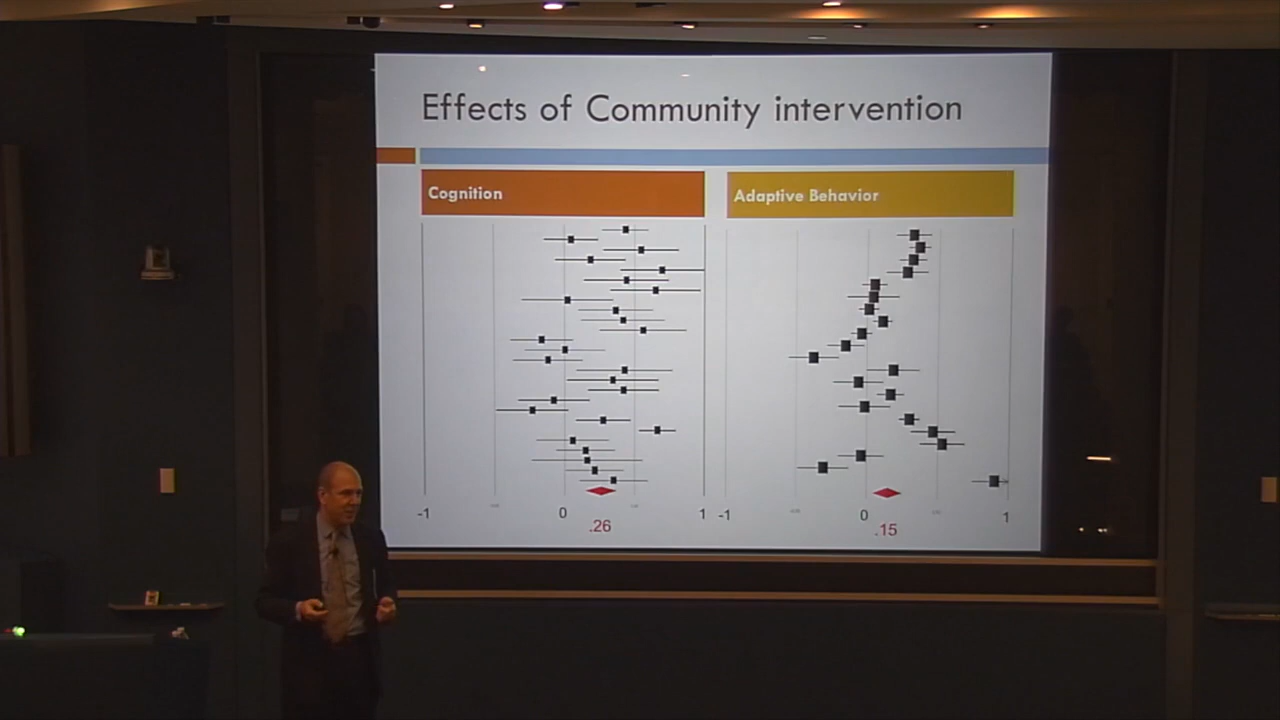 Effects of Community intervention
Cognition
Adaptive Behavior
-1
0
1
-1
0
1
.26
.15